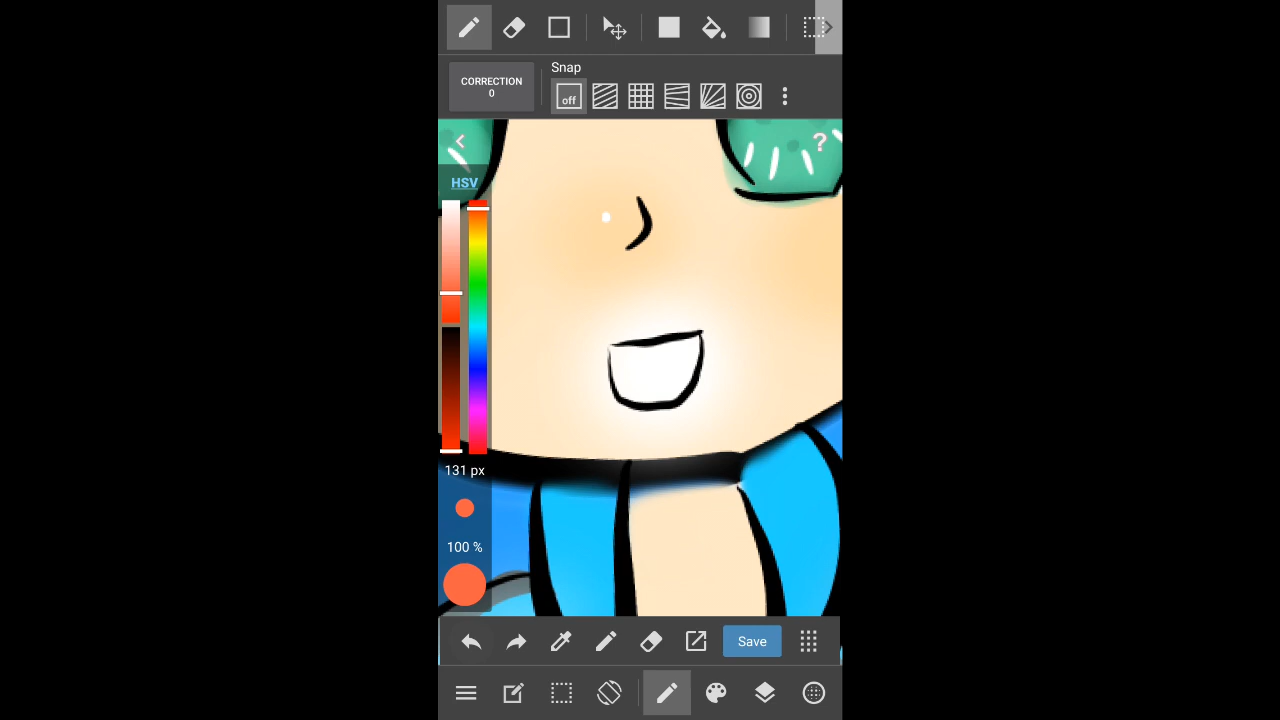 CORRECTION
0
Snap
off
?
HSV
131 px
100 %
Save